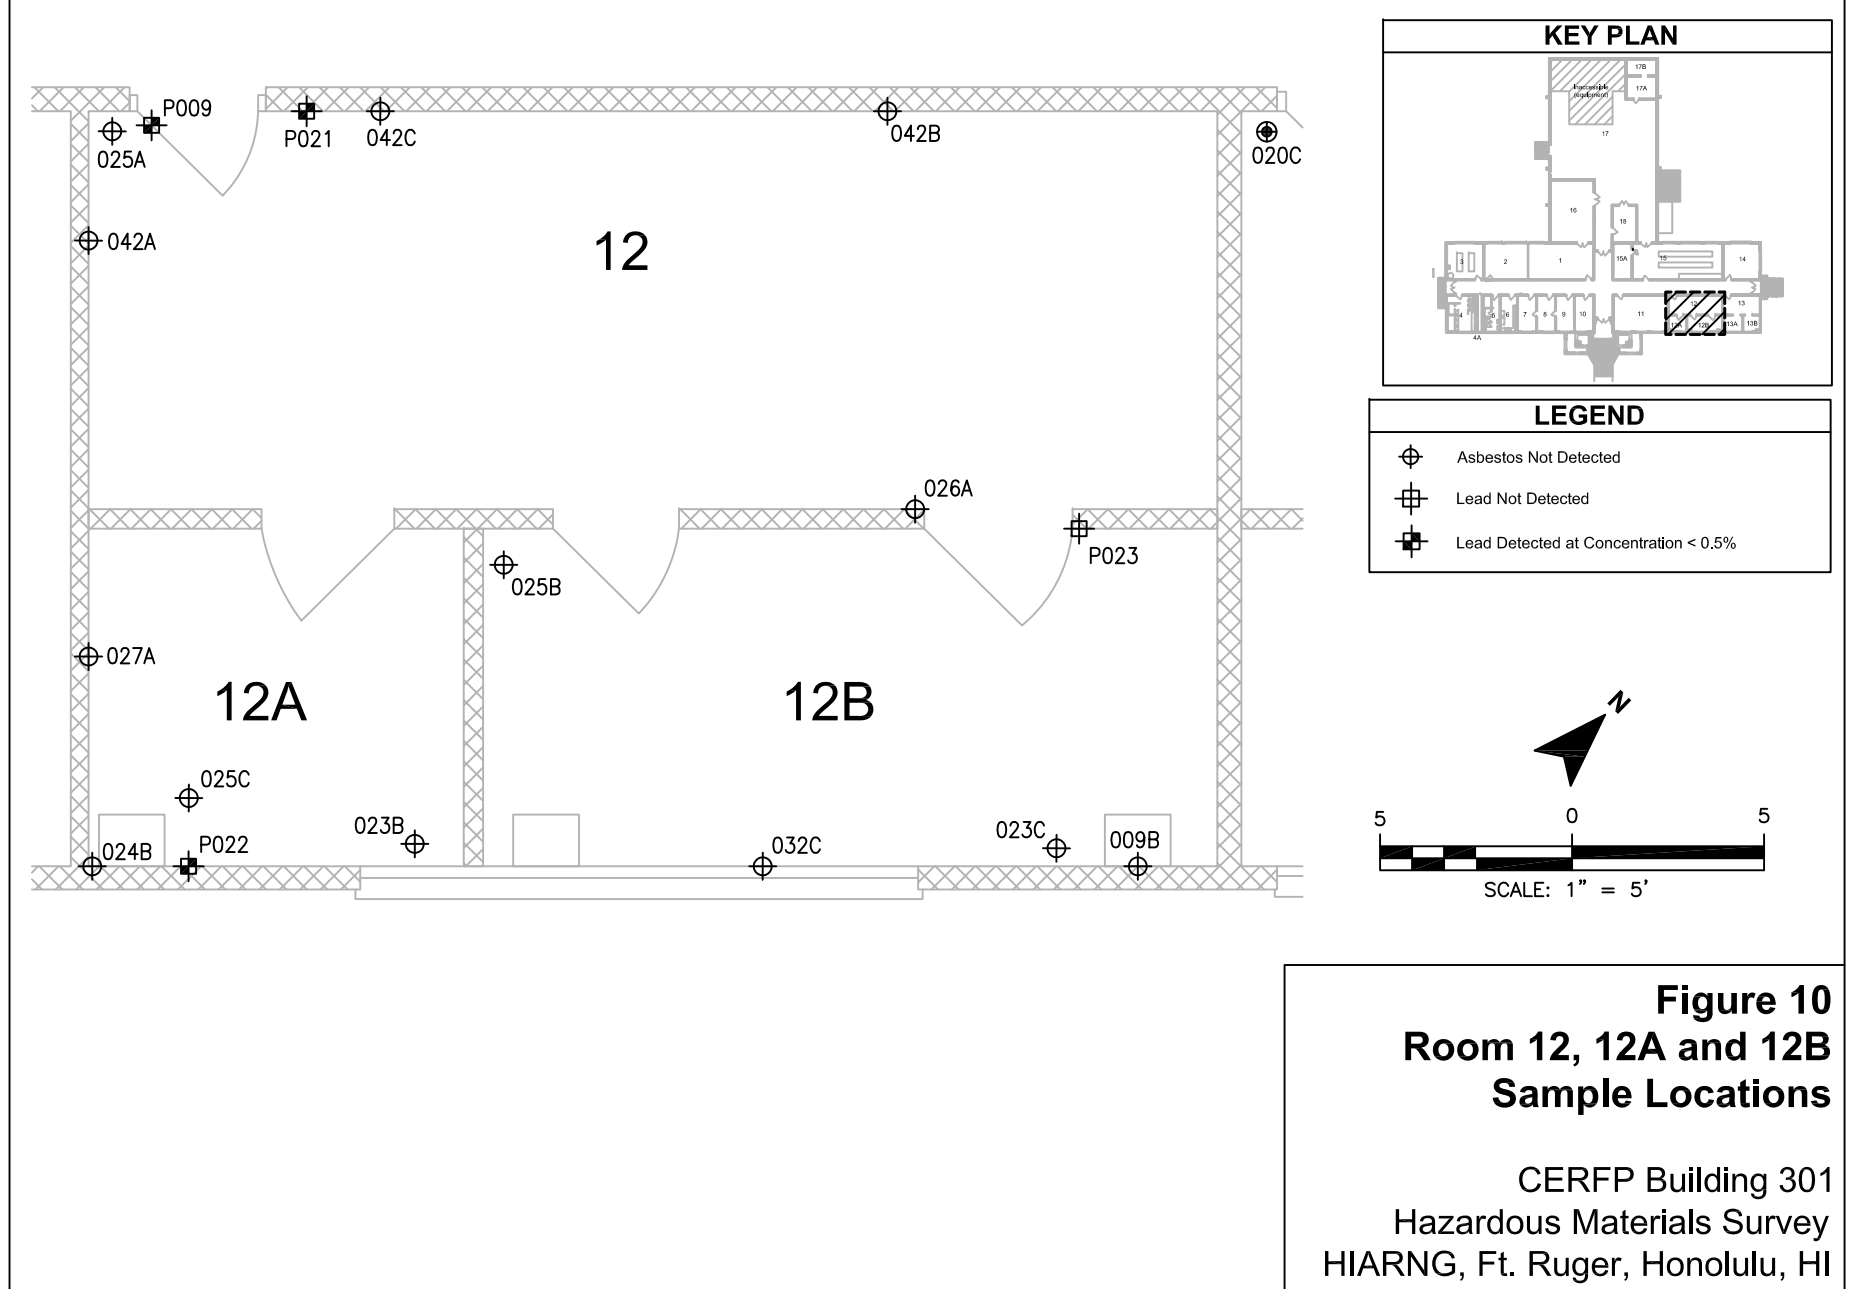 P009
025A
P021
042C
042B
020C
042A
12
026A
P023
025B
027A
12A
12B
025C
023B
024B
P022
032C
023C
009B
KEY PLAN
17B
17A
Inaccessible
(equipment)
17
16
18
3
2
1
15A
15
14
4
5
6
7
8
9
10
11
12
13
12A
12B
13A
13B
4A
LEGEND
Asbestos Not Detected
Lead Not Detected
Lead Detected at Concentration < 0.5%
N
5 0 5
SCALE: 1" = 5'
Figure 10
Room 12, 12A and 12B
Sample Locations
CERFP Building 301
Hazardous Materials Survey
HIARNG, Ft. Ruger, Honolulu, HI